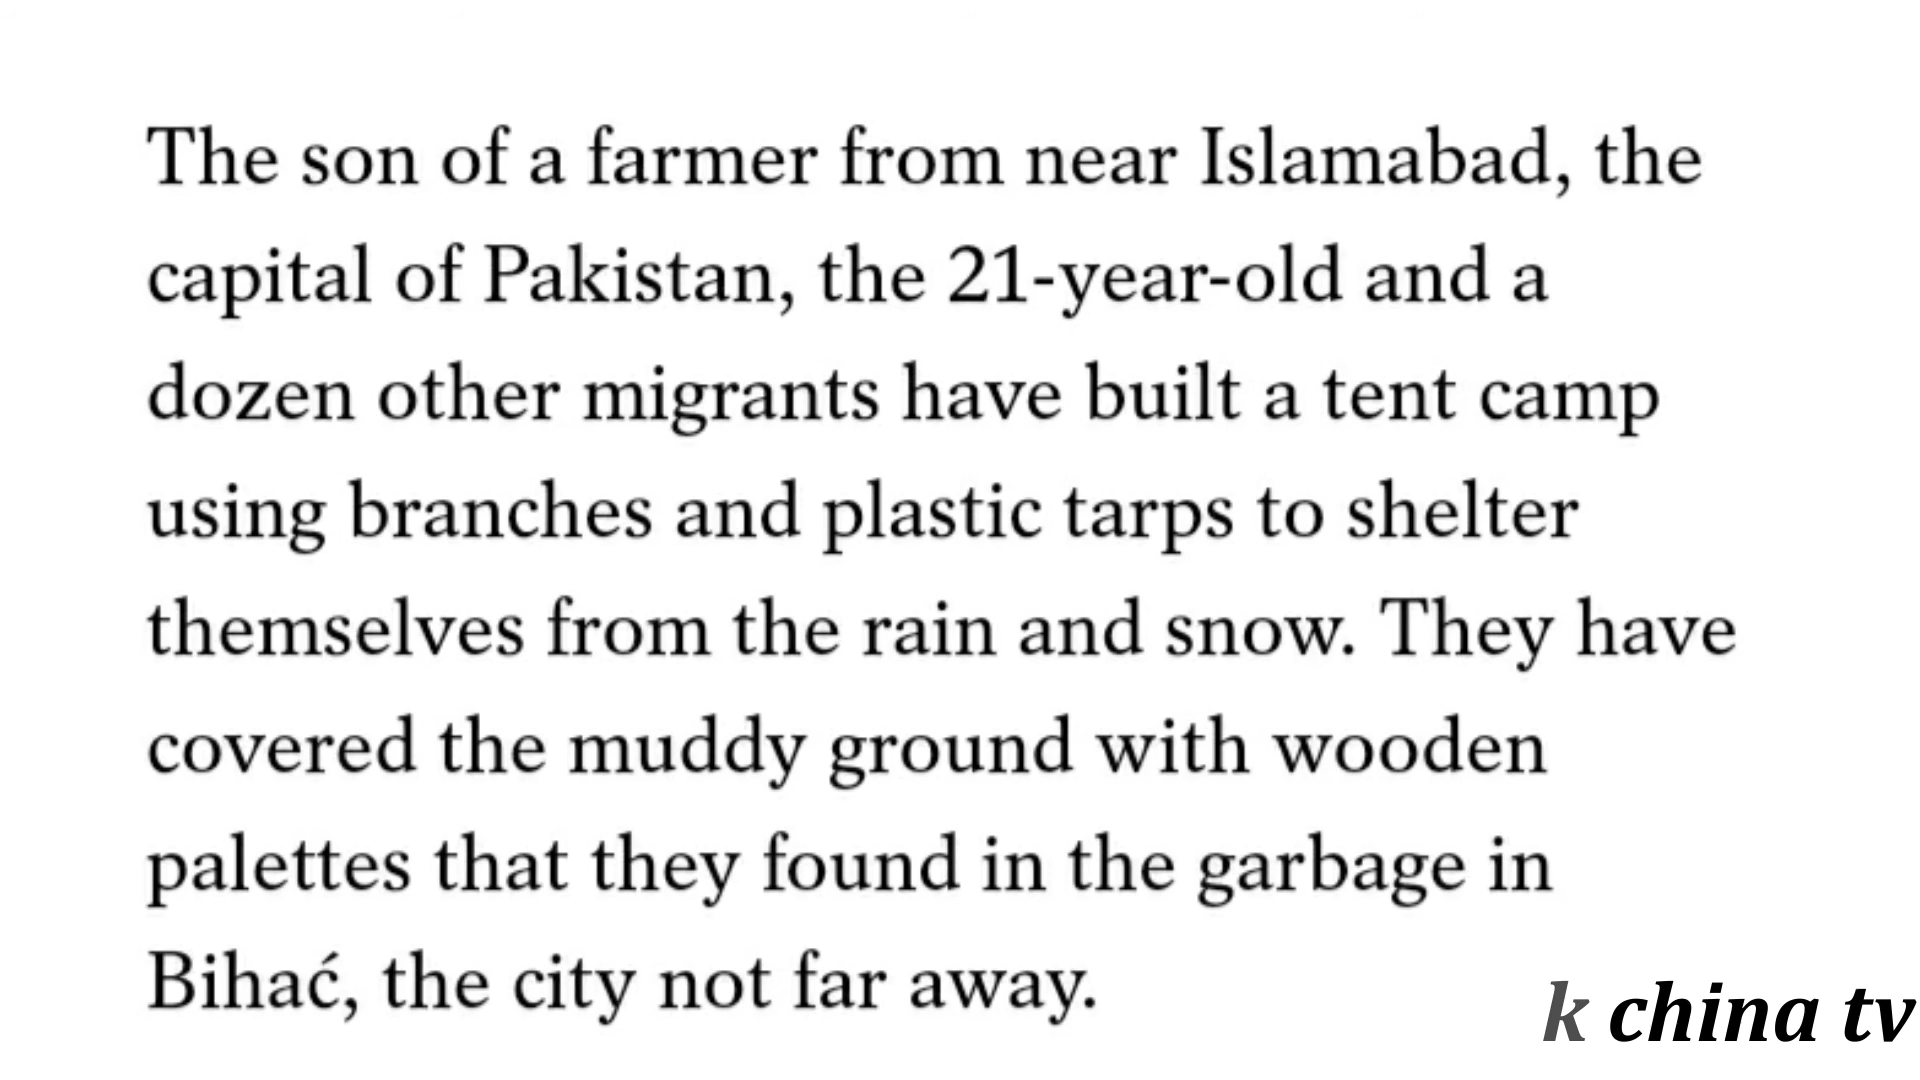 The son of a farmer from near Islamabad, the
capital of Pakistan, the 21-year-old and a
dozen other migrants have built a tent camp
using branches and plastic tarps to shelter
themselves from the rain and snow. They have
covered the muddy ground with wooden
palettes that they found in the garbage in
Bihać, the city not far away.
k china tv